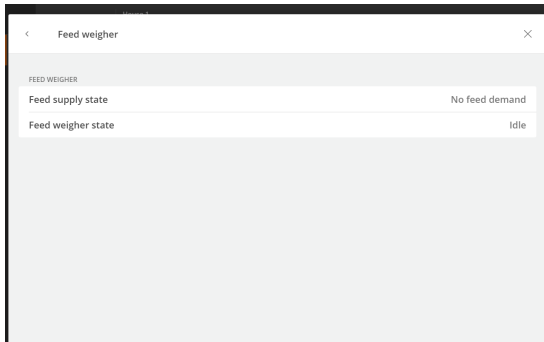 Feed weigher
FEED WEIGHER
Feed supply state No feed demand
Feed weigher state Idle